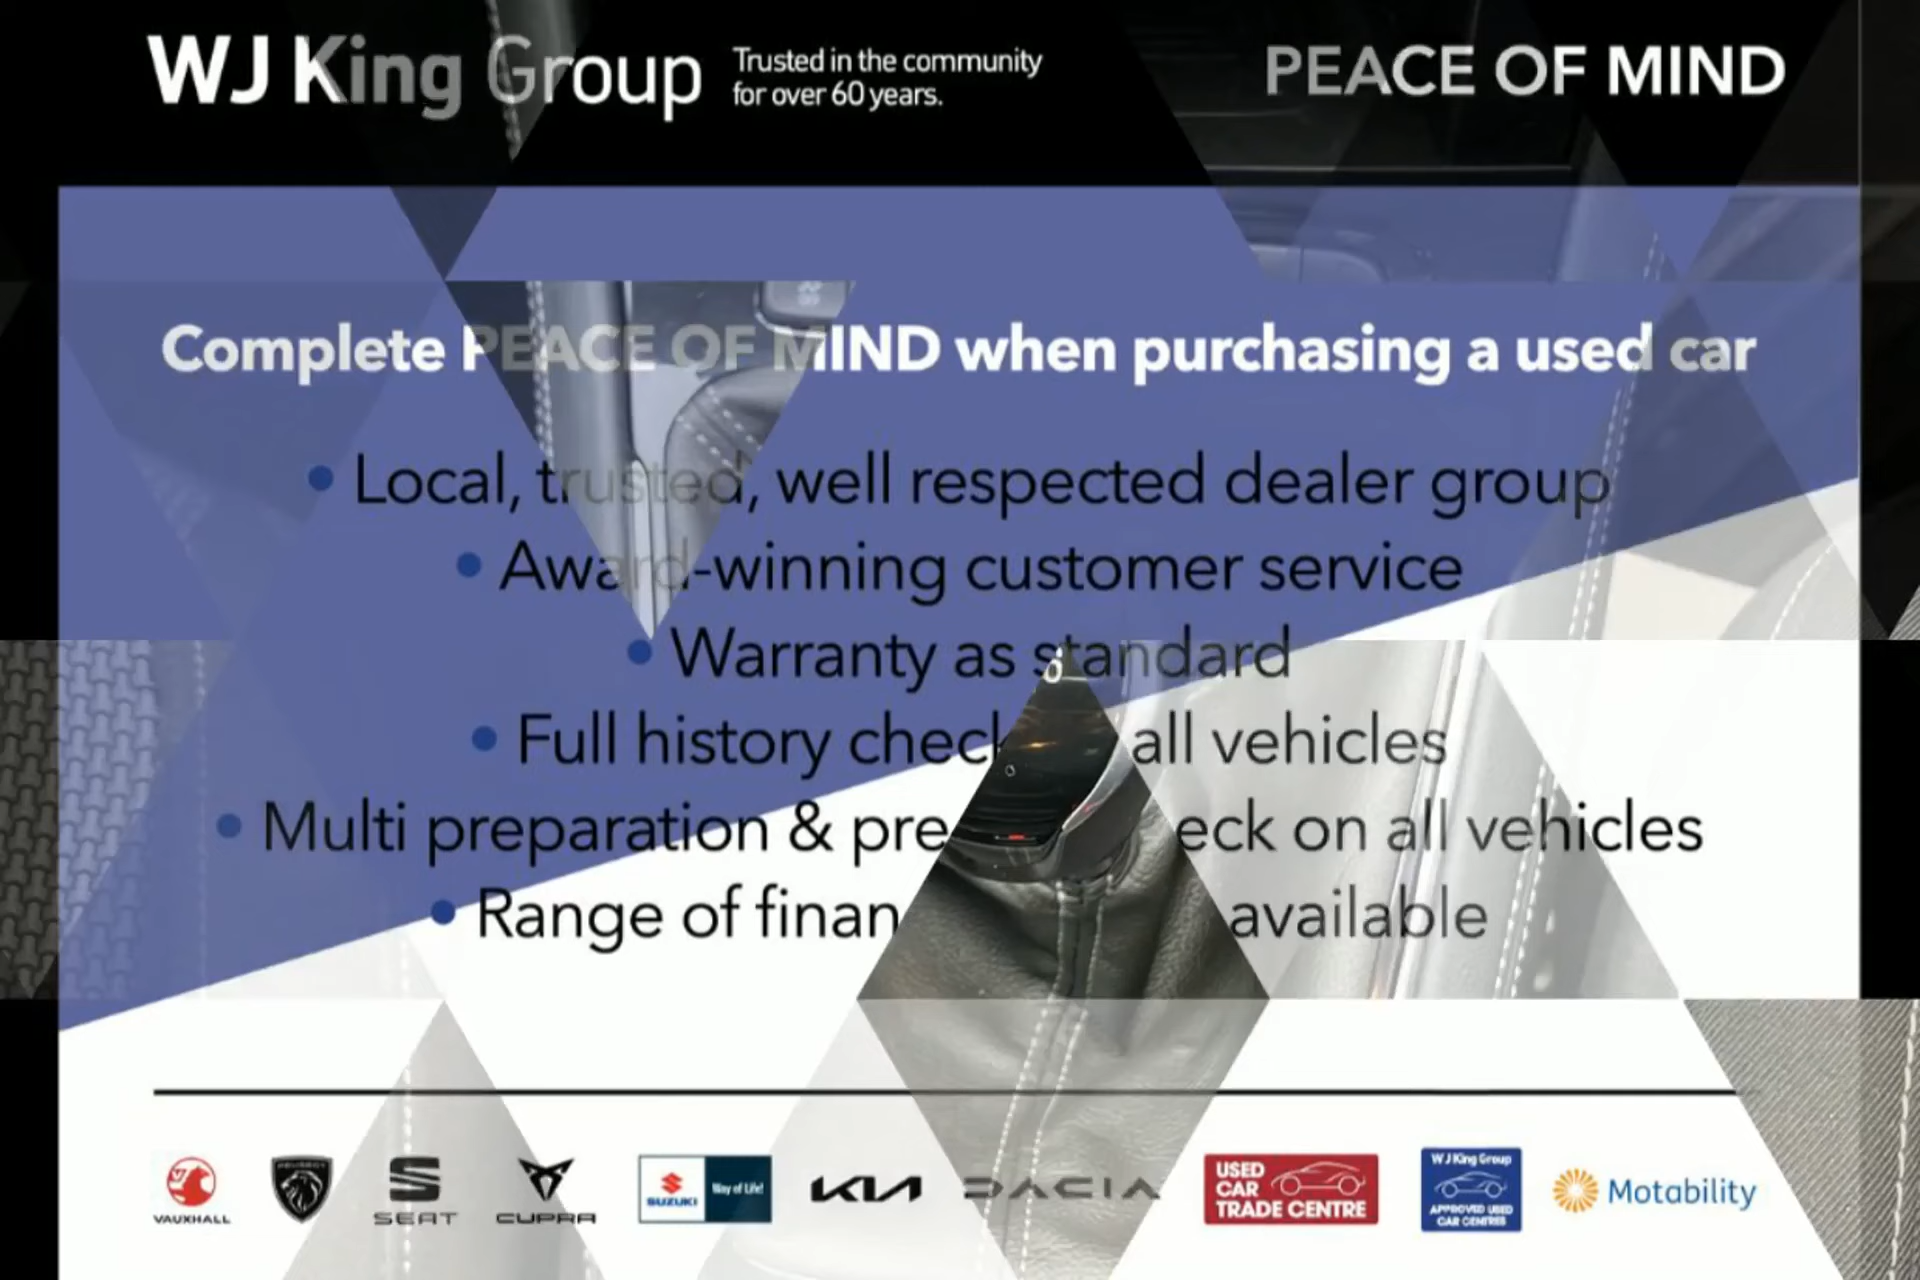 WJ King Group
Trusted in the community
for over 60 years.
PEACE OF MIND
Complete PEACE OF MIND when purchasing a used car
• Local, trusted, well respected dealer group
• Award-winning customer service
• Warranty as standard
• Full history check all vehicles
• Multi preparation & pre eck on all vehicles
• Range of finan available
VAUXHALL
PEUGEOT
SEAT
CUPRA
SUZUKI
Way of Life!
KIA
DACIA
USED
CAR
TRADE CENTRE
WJ King Group
APPROVED USED
CAR CENTRES
Motability